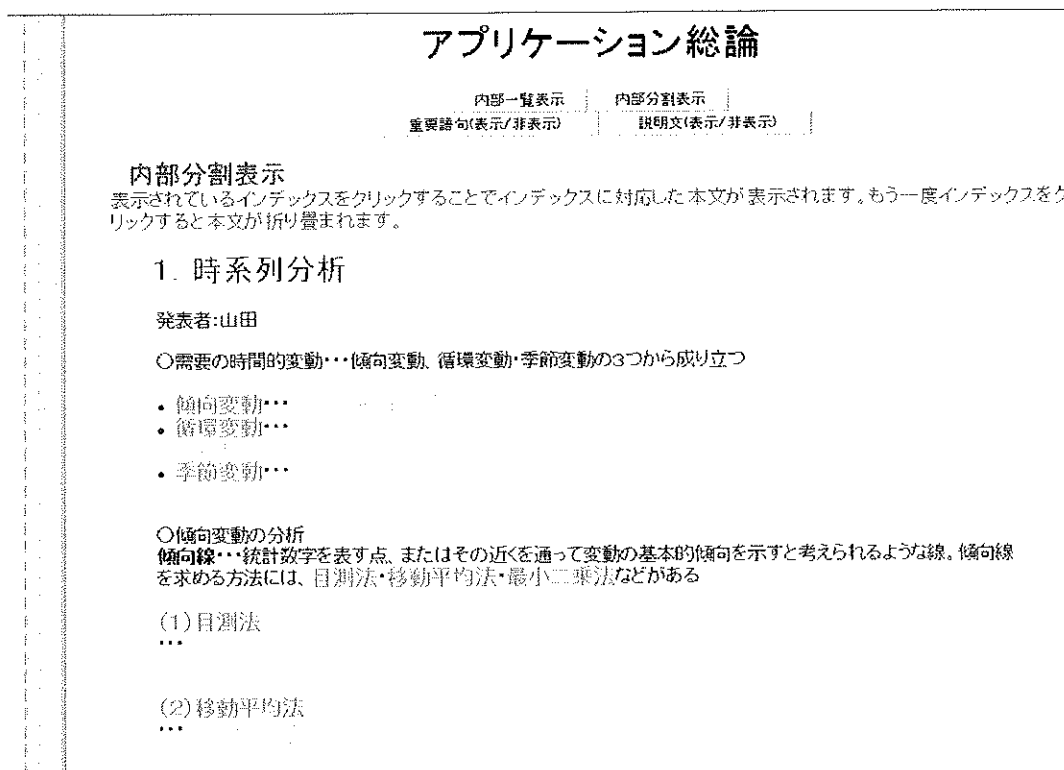 アプリケーション総論
内部一覧表示 内部分割表示
重要語句(表示/非表示) 説明文(表示/非表示)
内部分割表示
表示されているインデックスをクリックすることでインデックスに対応した本文が表示されます。もう一度インデックスをク
リックすると本文が折り畳まれます。
1. 時系列分析
発表者:山田
○需要の時間的変動・・・傾向変動、循環変動・季節変動の3つから成り立つ
• 傾向変動・・・
• 循環変動・・・
• 季節変動・・・
○傾向変動の分析
傾向線・・・統計数字を表す点、またはその近くを通って変動の基本的傾向を示すと考えられるような線。傾向線
を求める方法には、目測法・移動平均法・最小二乗法などがある
(1)目測法
・・・
(2)移動平均法
・・・